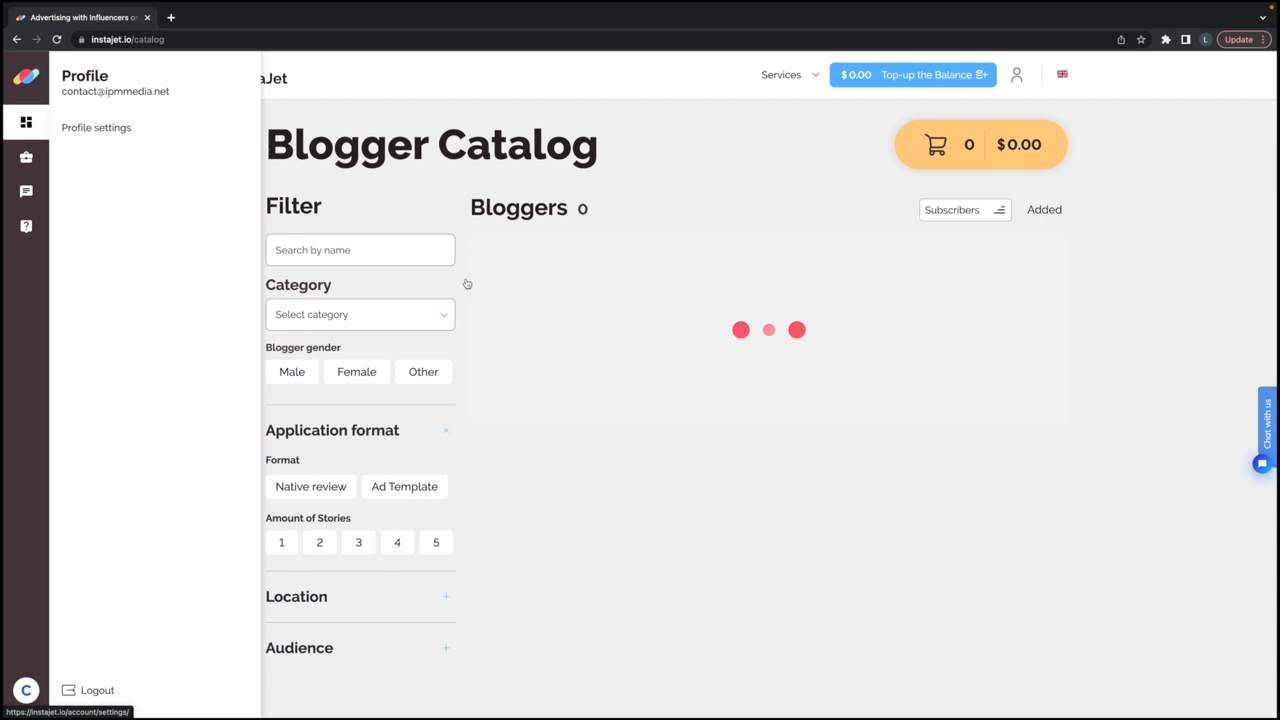 Advertising with Influencers o
instajet.io/catalog
L
Update
Profile
contact@ipmmedia.net
Profile settings
aJet
Services
$0.00 Top-up the Balance
Blogger Catalog
0 $0.00
Filter
Search by name
Category
Select category
Blogger gender
Male Female Other
Application format
Format
Native review Ad Template
Amount of Stories
1 2 3 4 5
Location
Audience
Bloggers 0
Subscribers
Added
Chat with us
C
Logout
https://instajet.io/account/settings/